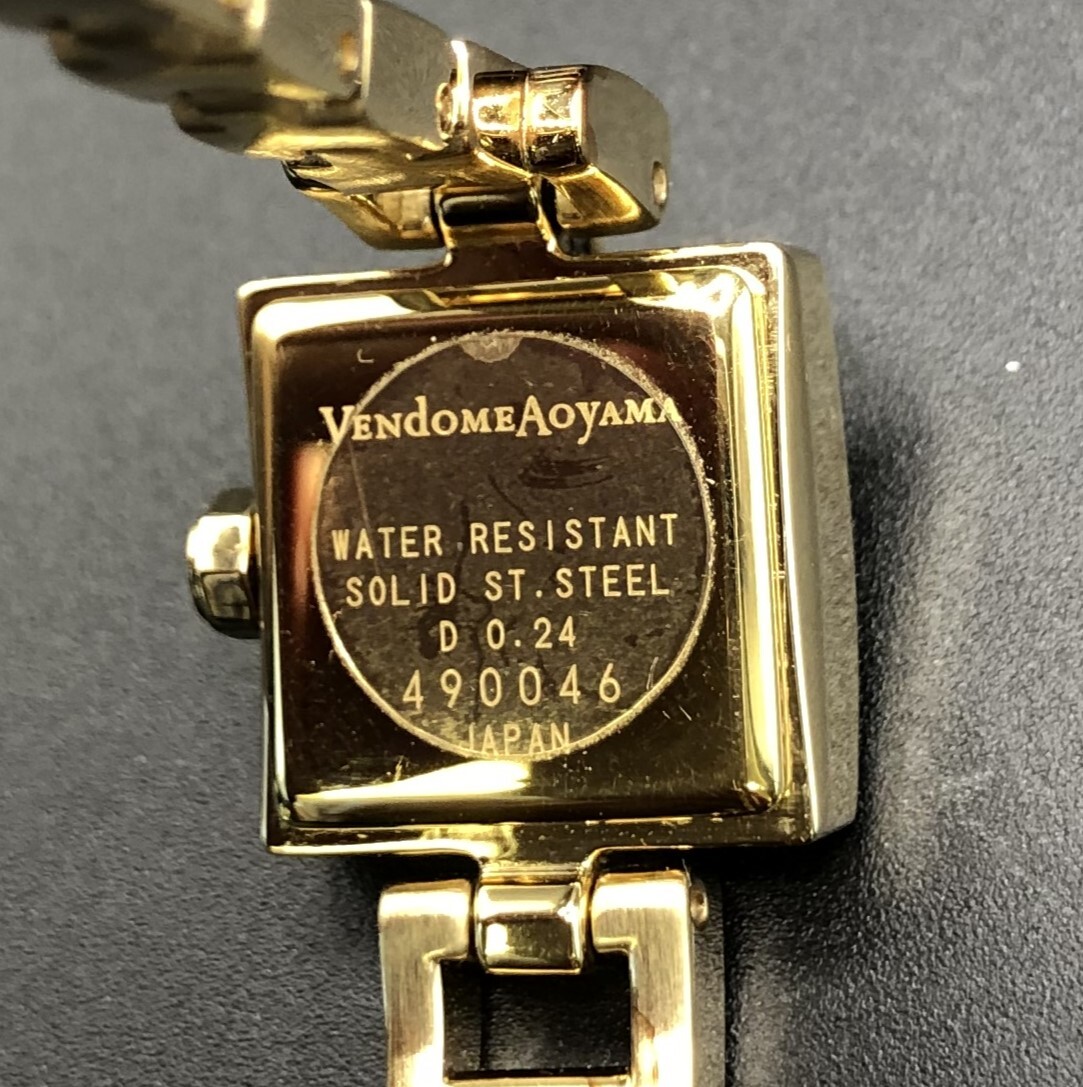 VENDOMEAOYAMA
WATER RESISTANT
SOLID ST.STEEL
D 0.24
490046
JAPAN